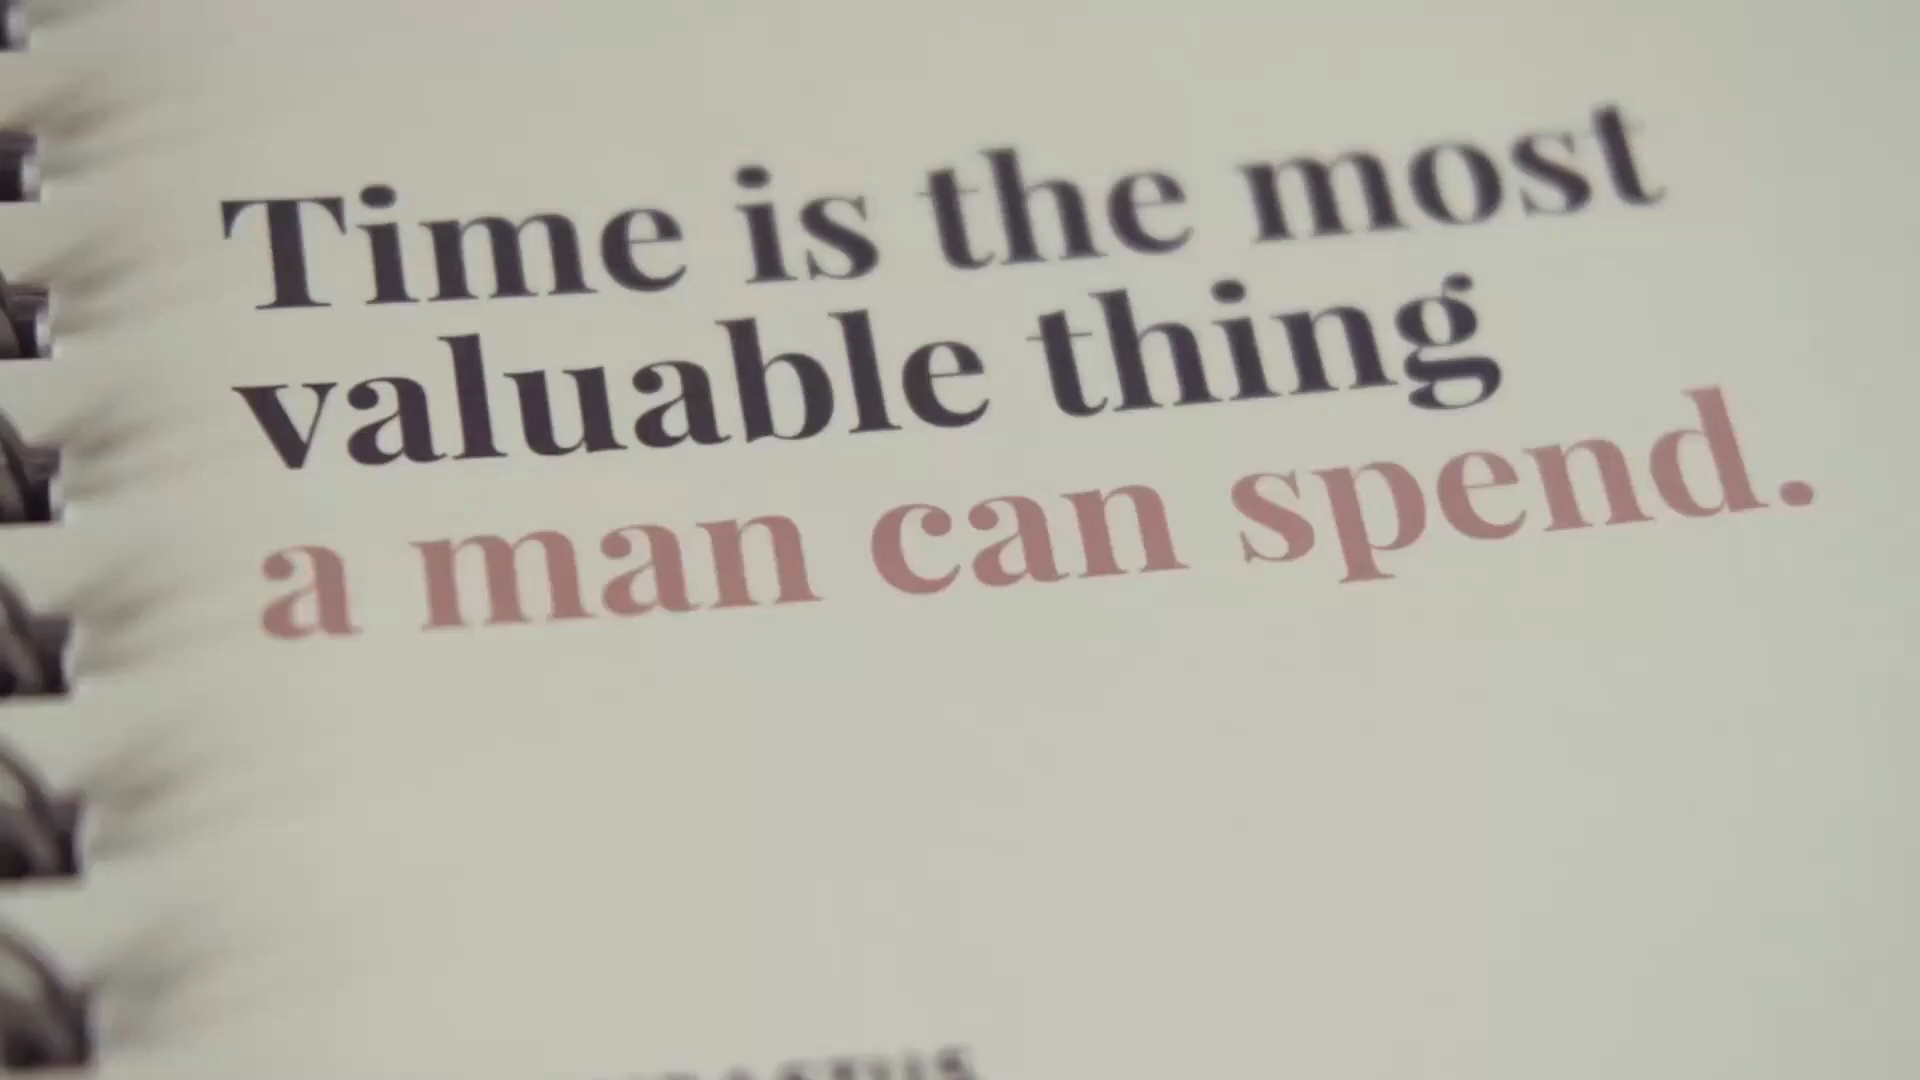 Time is the most
valuable thing
a man can spend.